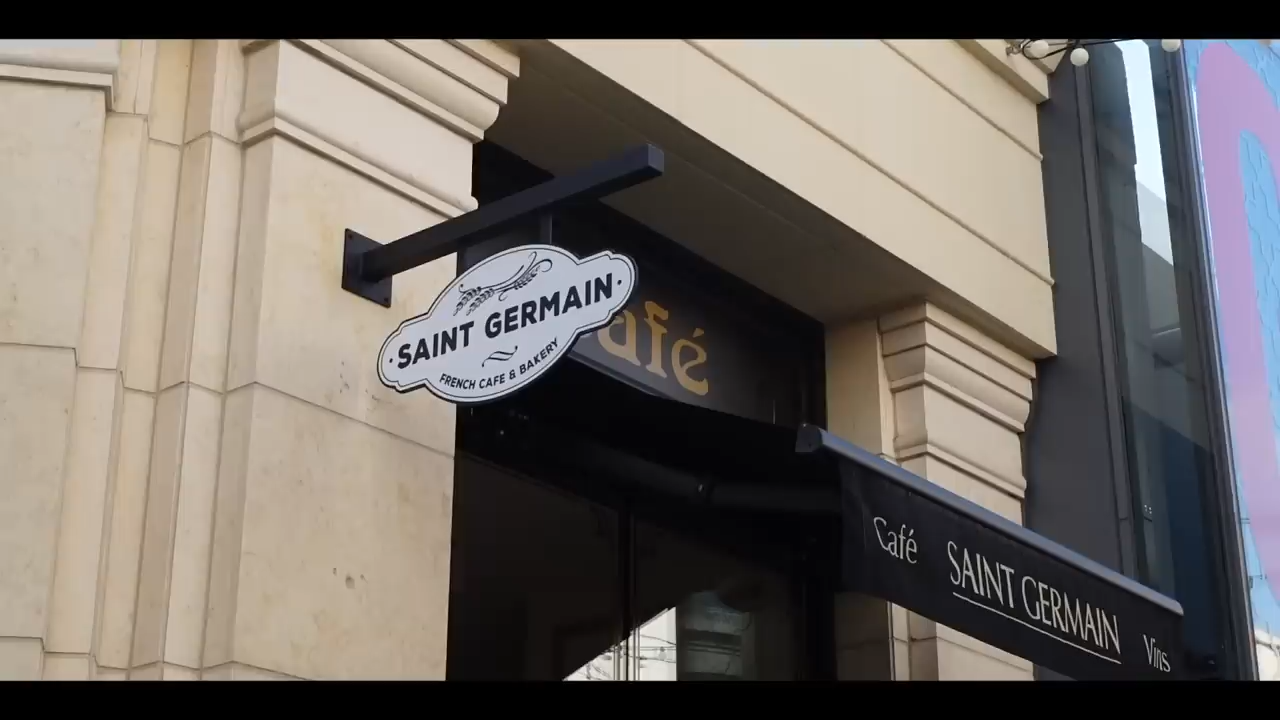 SAINT GERMAIN
FRENCH CAFE & BAKERY
afé
Café SAINT GERMAIN Vins